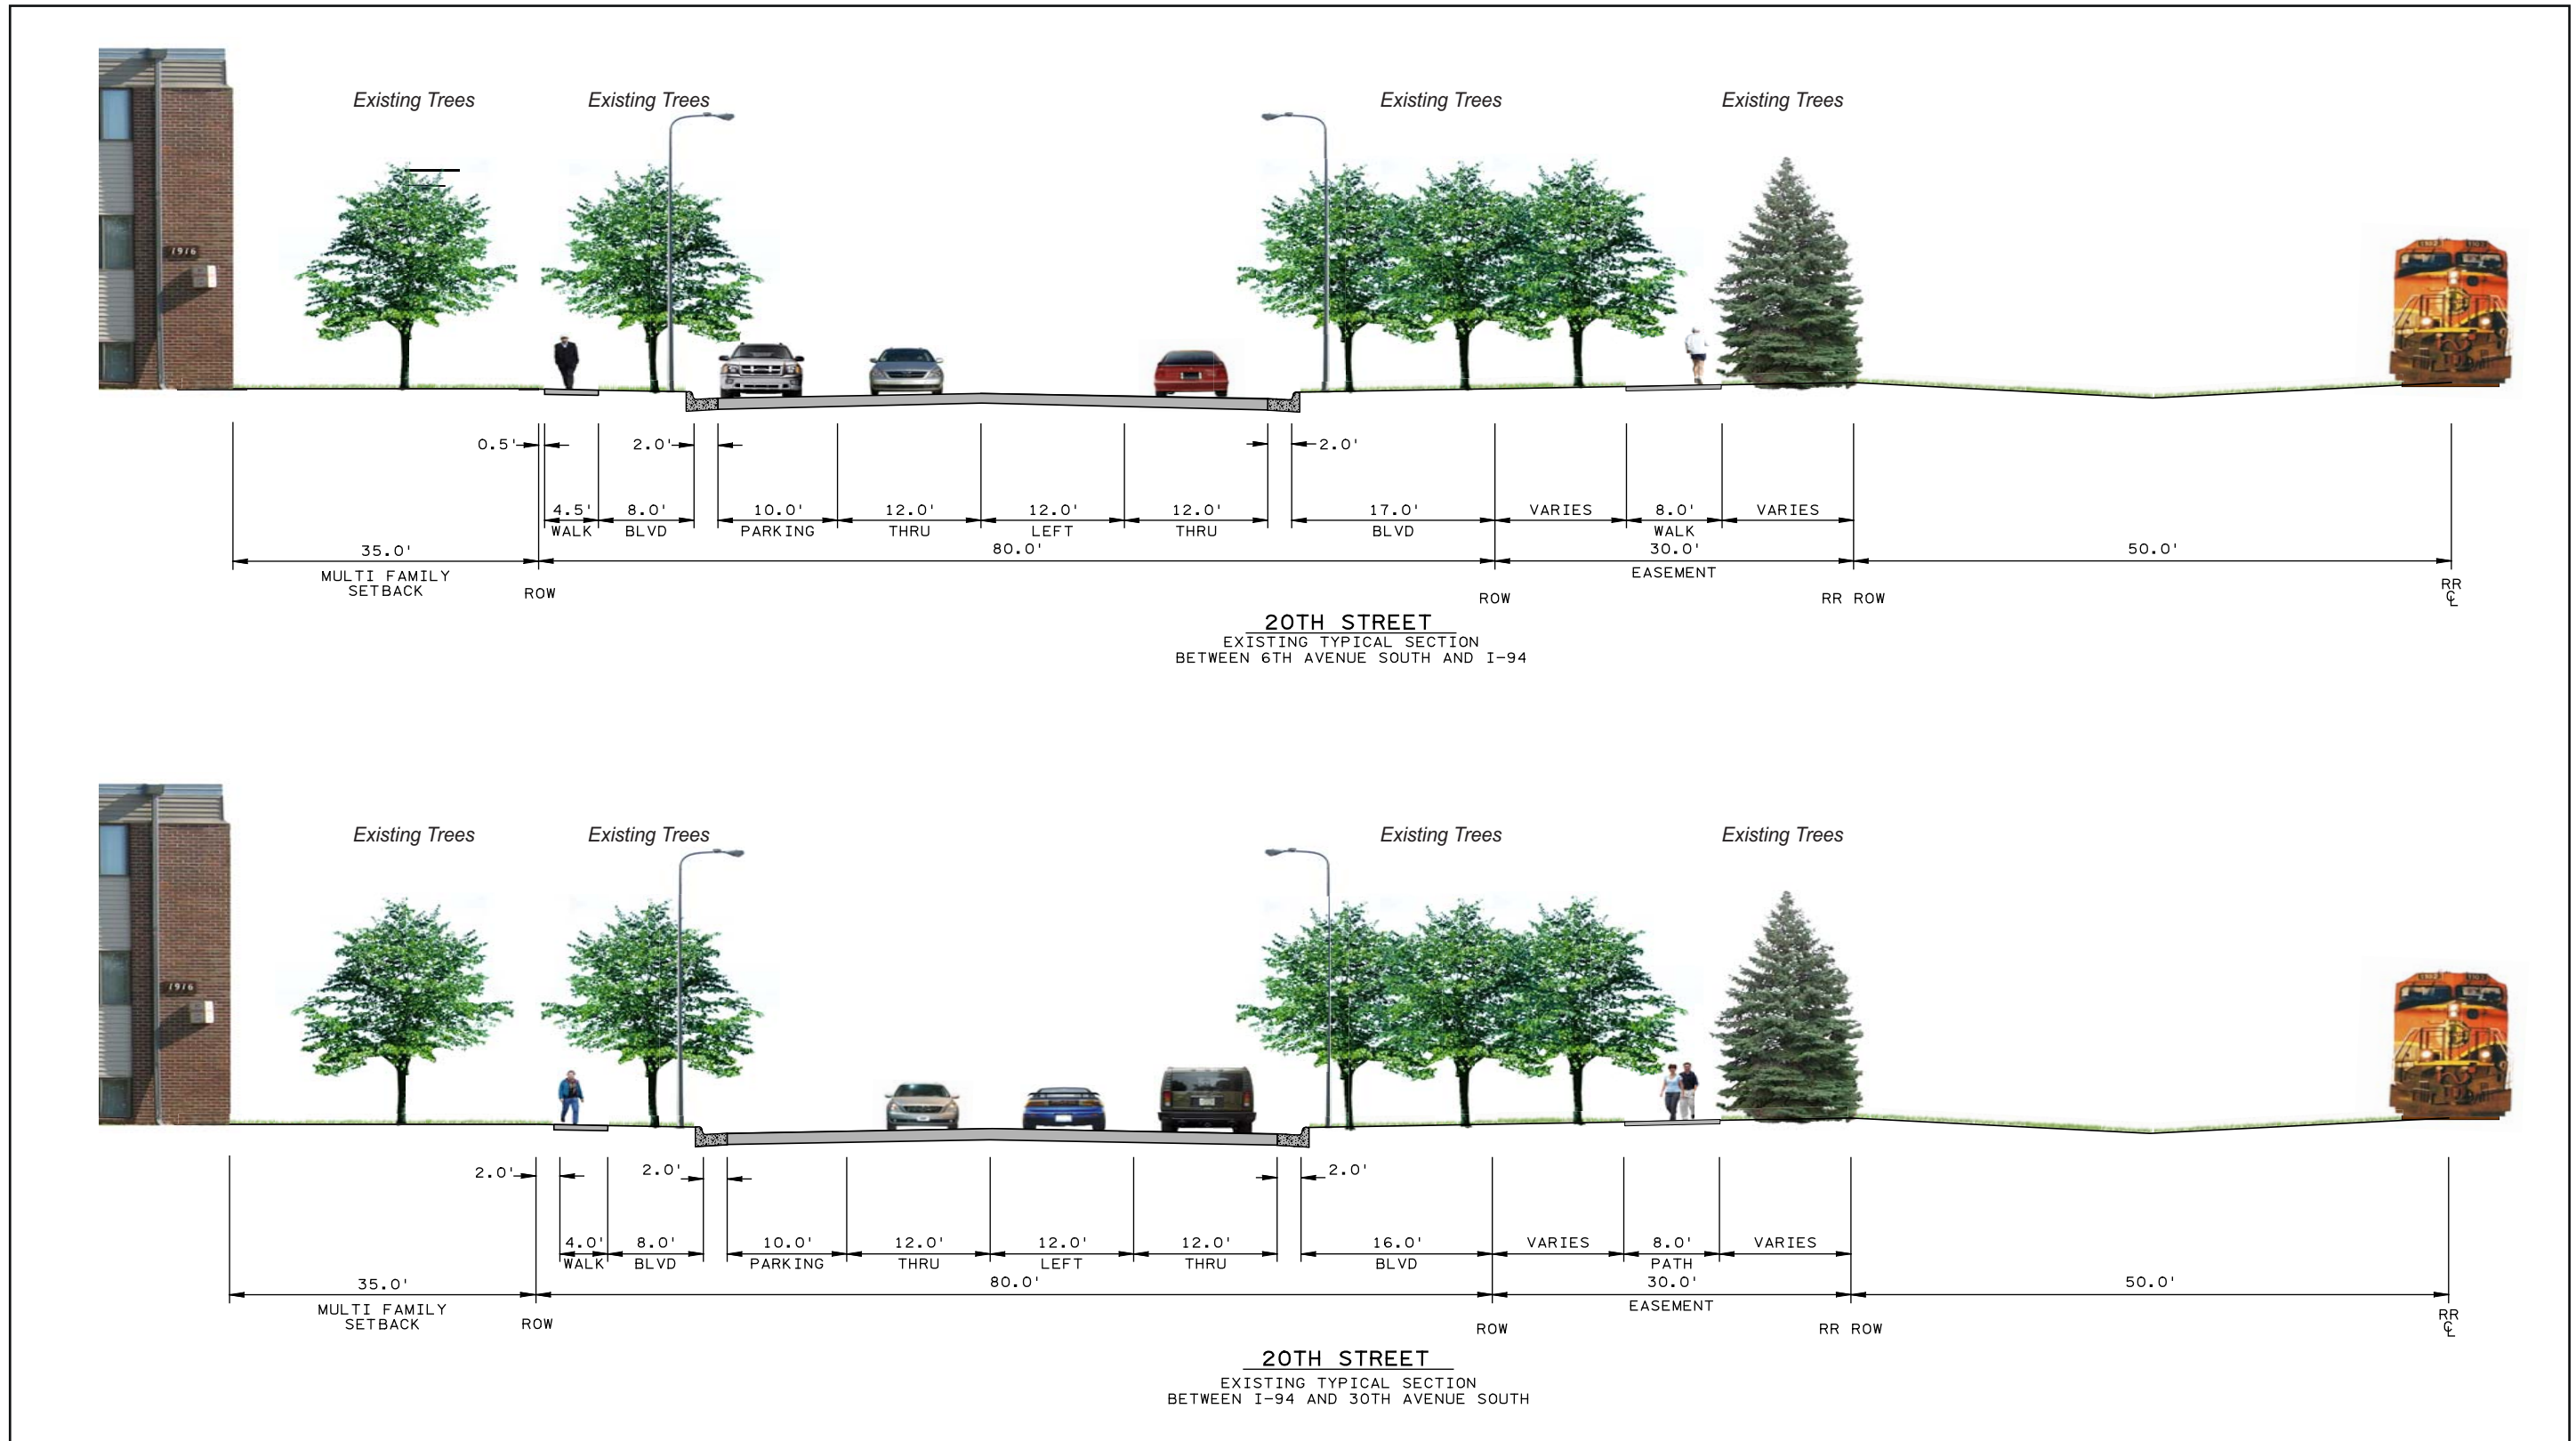 Existing Trees Existing Trees Existing Trees Existing Trees
1916
0.5' 2.0' 2.0'
4.5' 8.0' 10.0' 12.0' 12.0' 12.0' 17.0' VARIES 8.0' VARIES
WALK BLVD PARKING THRU LEFT THRU BLVD WALK
35.0' 80.0' 30.0' 50.0'
MULTI FAMILY EASEMENT
SETBACK ROW ROW RR ROW RR
℄
20TH STREET
EXISTING TYPICAL SECTION
BETWEEN 6TH AVENUE SOUTH AND I-94
Existing Trees Existing Trees Existing Trees Existing Trees
1916
2.0' 2.0' 2.0'
4.0' 8.0' 10.0' 12.0' 12.0' 12.0' 16.0' VARIES 8.0' VARIES
WALK BLVD PARKING THRU LEFT THRU BLVD PATH
35.0' 80.0' 30.0' 50.0'
MULTI FAMILY EASEMENT
SETBACK ROW ROW RR ROW RR
℄
20TH STREET
EXISTING TYPICAL SECTION
BETWEEN I-94 AND 30TH AVENUE SOUTH